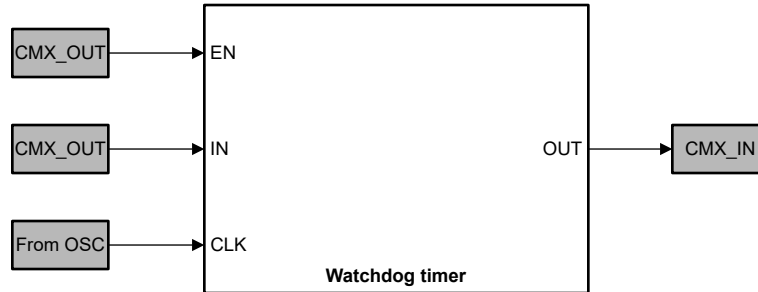 CMX_OUT
EN
CMX_OUT
IN
OUT
CMX_IN
From OSC
CLK
Watchdog timer